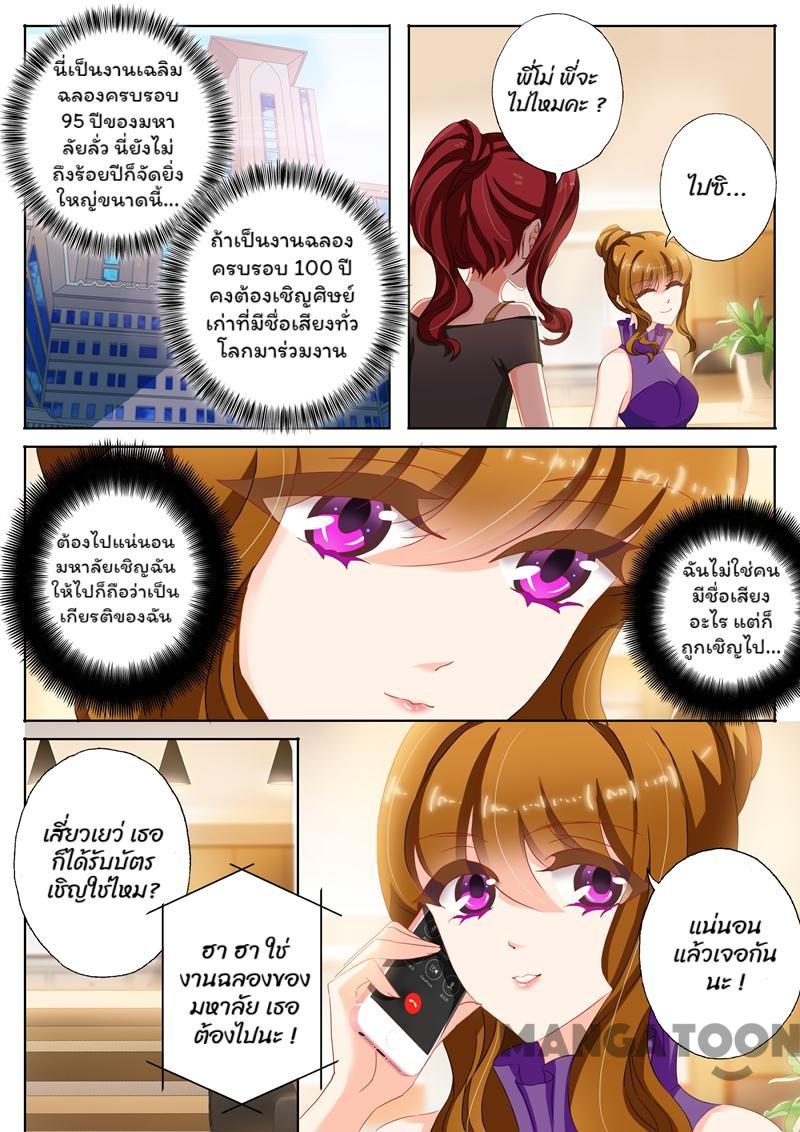 นี่เป็นงานเฉลิม
ฉลองครบรอบ
95 ปีของมหา
ลัยลั่ว นี่ยังไม่
ถึงร้อยปีก็จัดยิ่ง
ใหญ่ขนาดนี้...
ถ้าเป็นงานฉลอง
ครบรอบ 100 ปี
คงต้องเชิญศิษย์
เก่าที่มีชื่อเสียงทั่ว
โลกมาร่วมงาน
พี่โม่ พี่จะ
ไปไหมคะ ?
ไปซิ...
ต้องไปแน่นอน
มหาลัยเชิญฉัน
ให้ไปก็ถือว่าเป็น
เกียรติของฉัน
ฉันไม่ใช่คน
มีชื่อเสียง
อะไร แต่ก็
ถูกเชิญไป...
เสี่ยวเยว่ เธอ
ก็ได้รับบัตร
เชิญใช่ไหม?
ฮา ฮา ใช่
งานฉลองของ
มหาลัย เธอ
ต้องไปนะ !
แน่นอน
แล้วเจอกัน
นะ !
MANGATOON